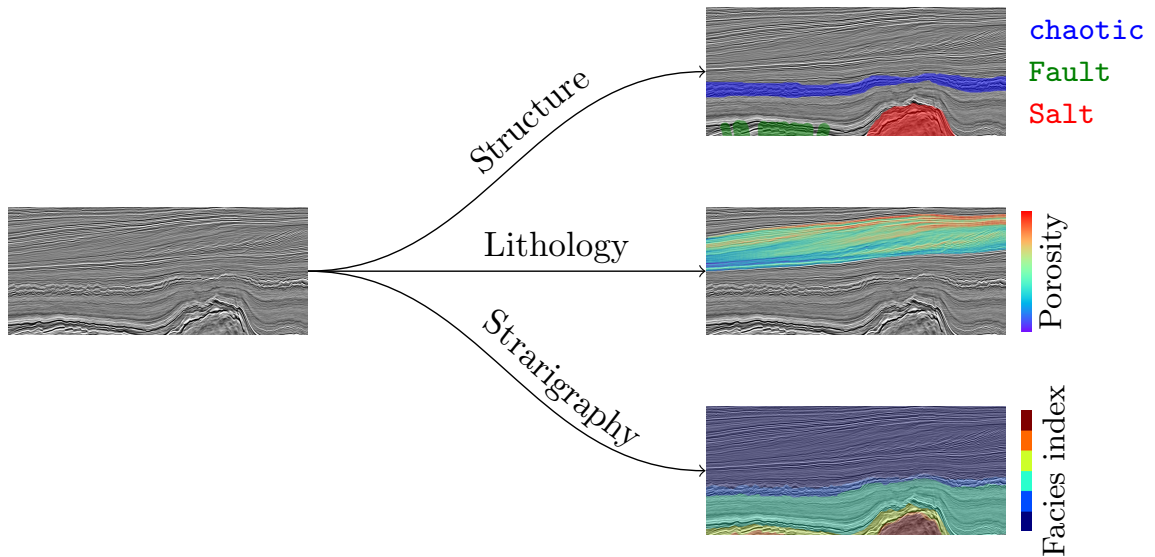 Structure
chaotic
Fault
Salt
Lithology
Porosity
Strarigraphy
Facies index